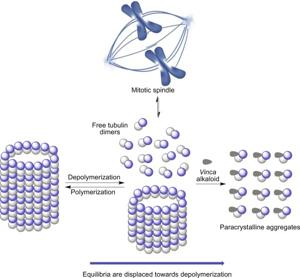 Mitotic spindle
Free tubulin
dimers
Depolymerization
Polymerization
Vinca
alkaloid
Paracrystalline aggregates
Equilibria are displaced towards depolymerization